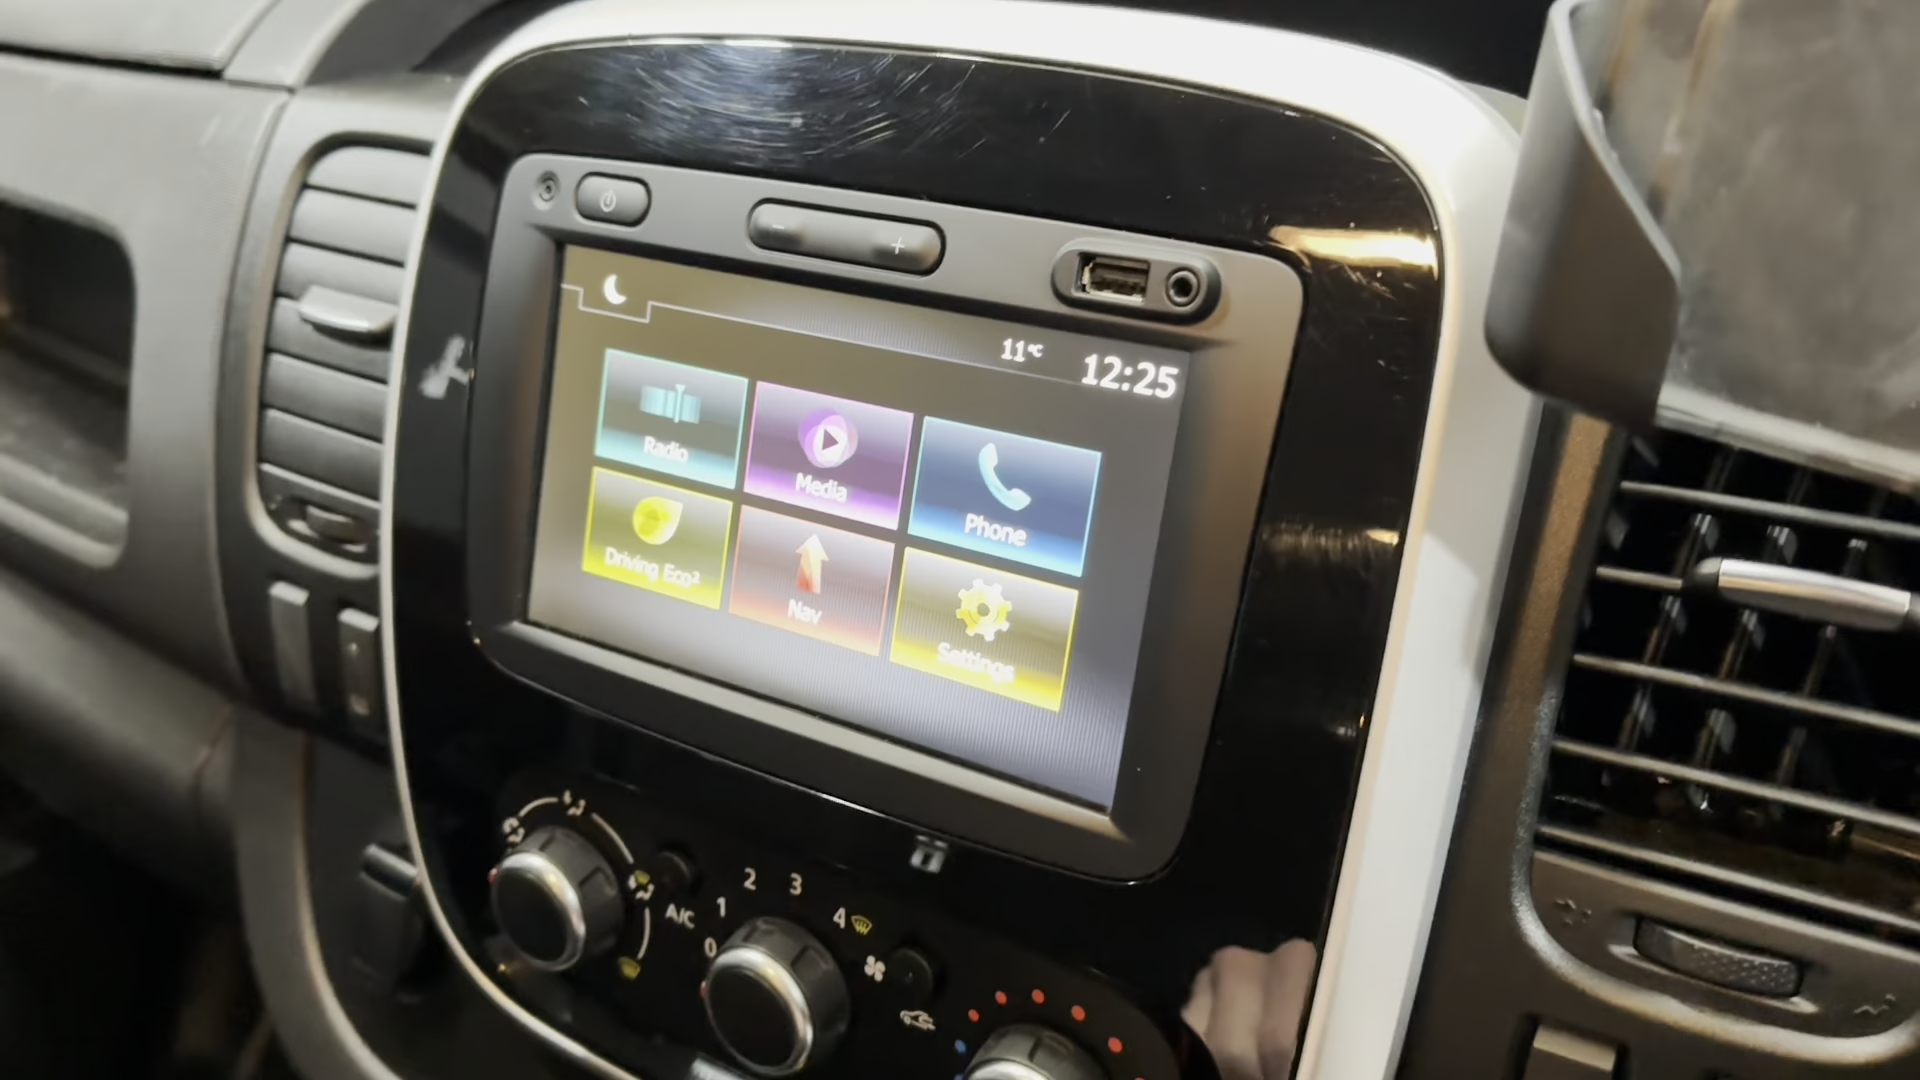 - +
11°C 12:25
Radio Media Phone
Driving Eco² Nav Settings
A/C 0 1 2 3 4